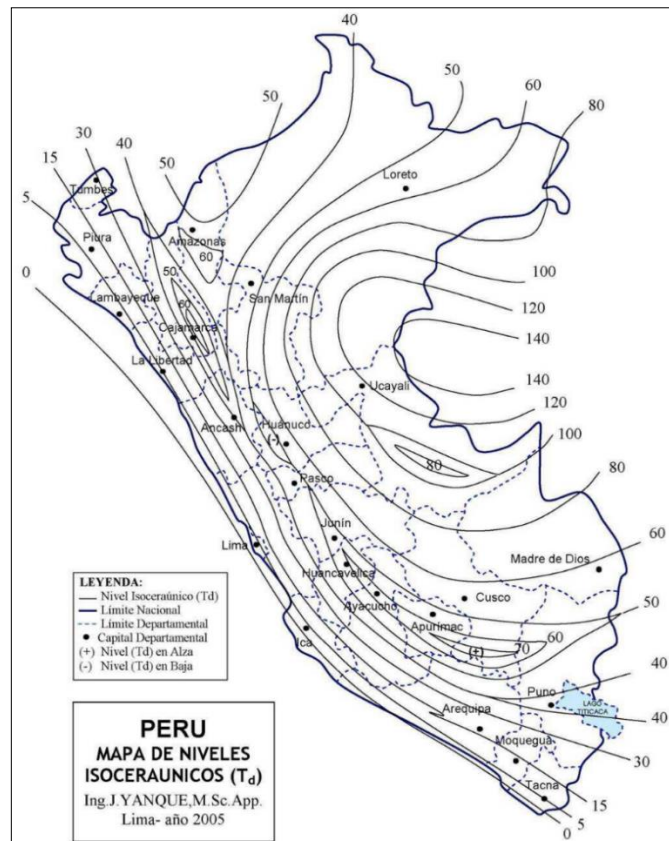 40
50
60
80
50
40
30
15
5
0
50
Tumbes
Loreto
Piura
Amazonas
60
50
San Martín
100
Lambayeque
60
120
Cajamarca
140
La Libertad
140
Ucayali
120
Ancash
Huánuco
(-)
100
80
Pasco
80
Junín
Lima
60
Madre de Dios
Huancavelica
Cusco
Ayacucho
50
Apurímac
60
70
(+)
Ica
40
Puno
LAGO
TITICACA
Arequipa
40
Moquegua
30
Tacna
15
5
0
LEYENDA:
Nivel Isoceraúnico (Td)
Límite Nacional
Límite Departamental
Capital Departamental
(+) Nivel (Td) en Alza
(-) Nivel (Td) en Baja
PERU
MAPA DE NIVELES
ISOCERAUNICOS (Td)
Ing.J.YANQUE,M.Sc.App.
Lima- año 2005